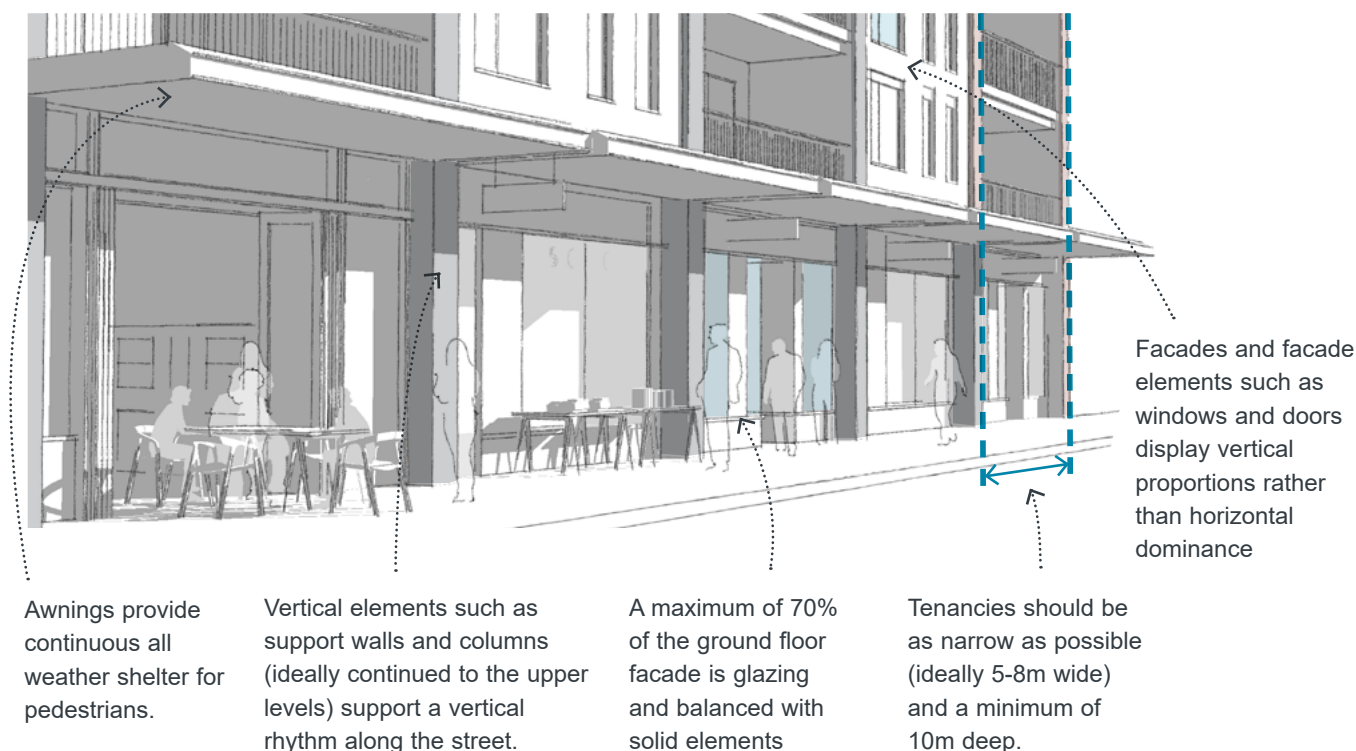 Facades and facade
elements such as
windows and doors
display vertical
proportions rather
than horizontal
dominance
Awnings provide
continuous all
weather shelter for
pedestrians.
Vertical elements such as
support walls and columns
(ideally continued to the upper
levels) support a vertical
rhythm along the street.
A maximum of 70%
of the ground floor
facade is glazing
and balanced with
solid elements
Tenancies should be
as narrow as possible
(ideally 5-8m wide)
and a minimum of
10m deep.